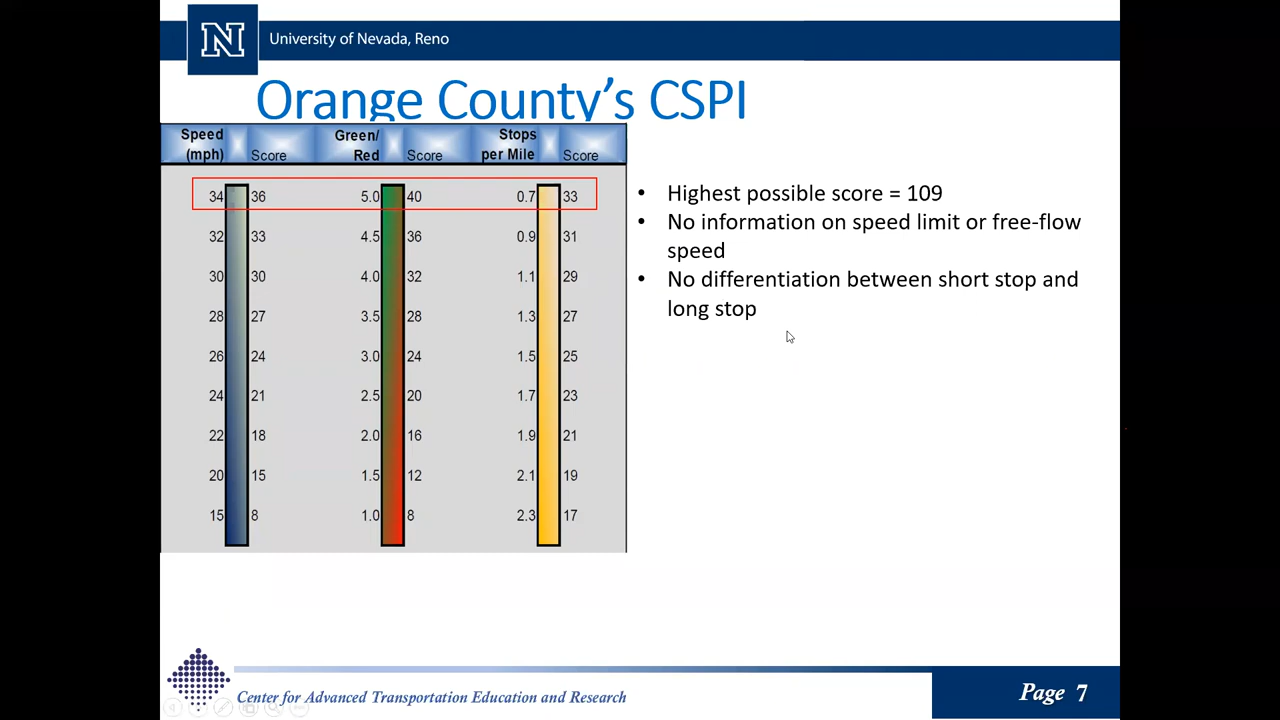 N University of Nevada, Reno
Orange County's CSPI
Speed (mph) Score Green/ Red Score Stops per Mile Score
34 36 5.0 40 0.7 33
32 33 4.5 36 0.9 31
30 30 4.0 32 1.1 29
28 27 3.5 28 1.3 27
26 24 3.0 24 1.5 25
24 21 2.5 20 1.7 23
22 18 2.0 16 1.9 21
20 15 1.5 12 2.1 19
15 8 1.0 8 2.3 17
• Highest possible score = 109
• No information on speed limit or free-flow
speed
• No differentiation between short stop and
long stop
Center for Advanced Transportation Education and Research
Page 7